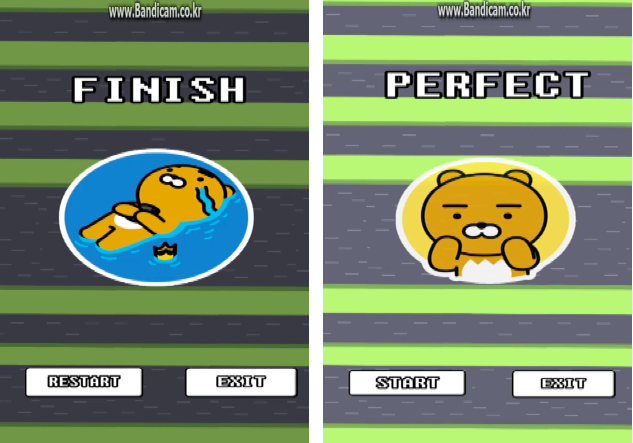 www.Bandicam.co.kr
FINISH
RESTART
EXIT
www.Bandicam.co.kr
PERFECT
START
EXIT